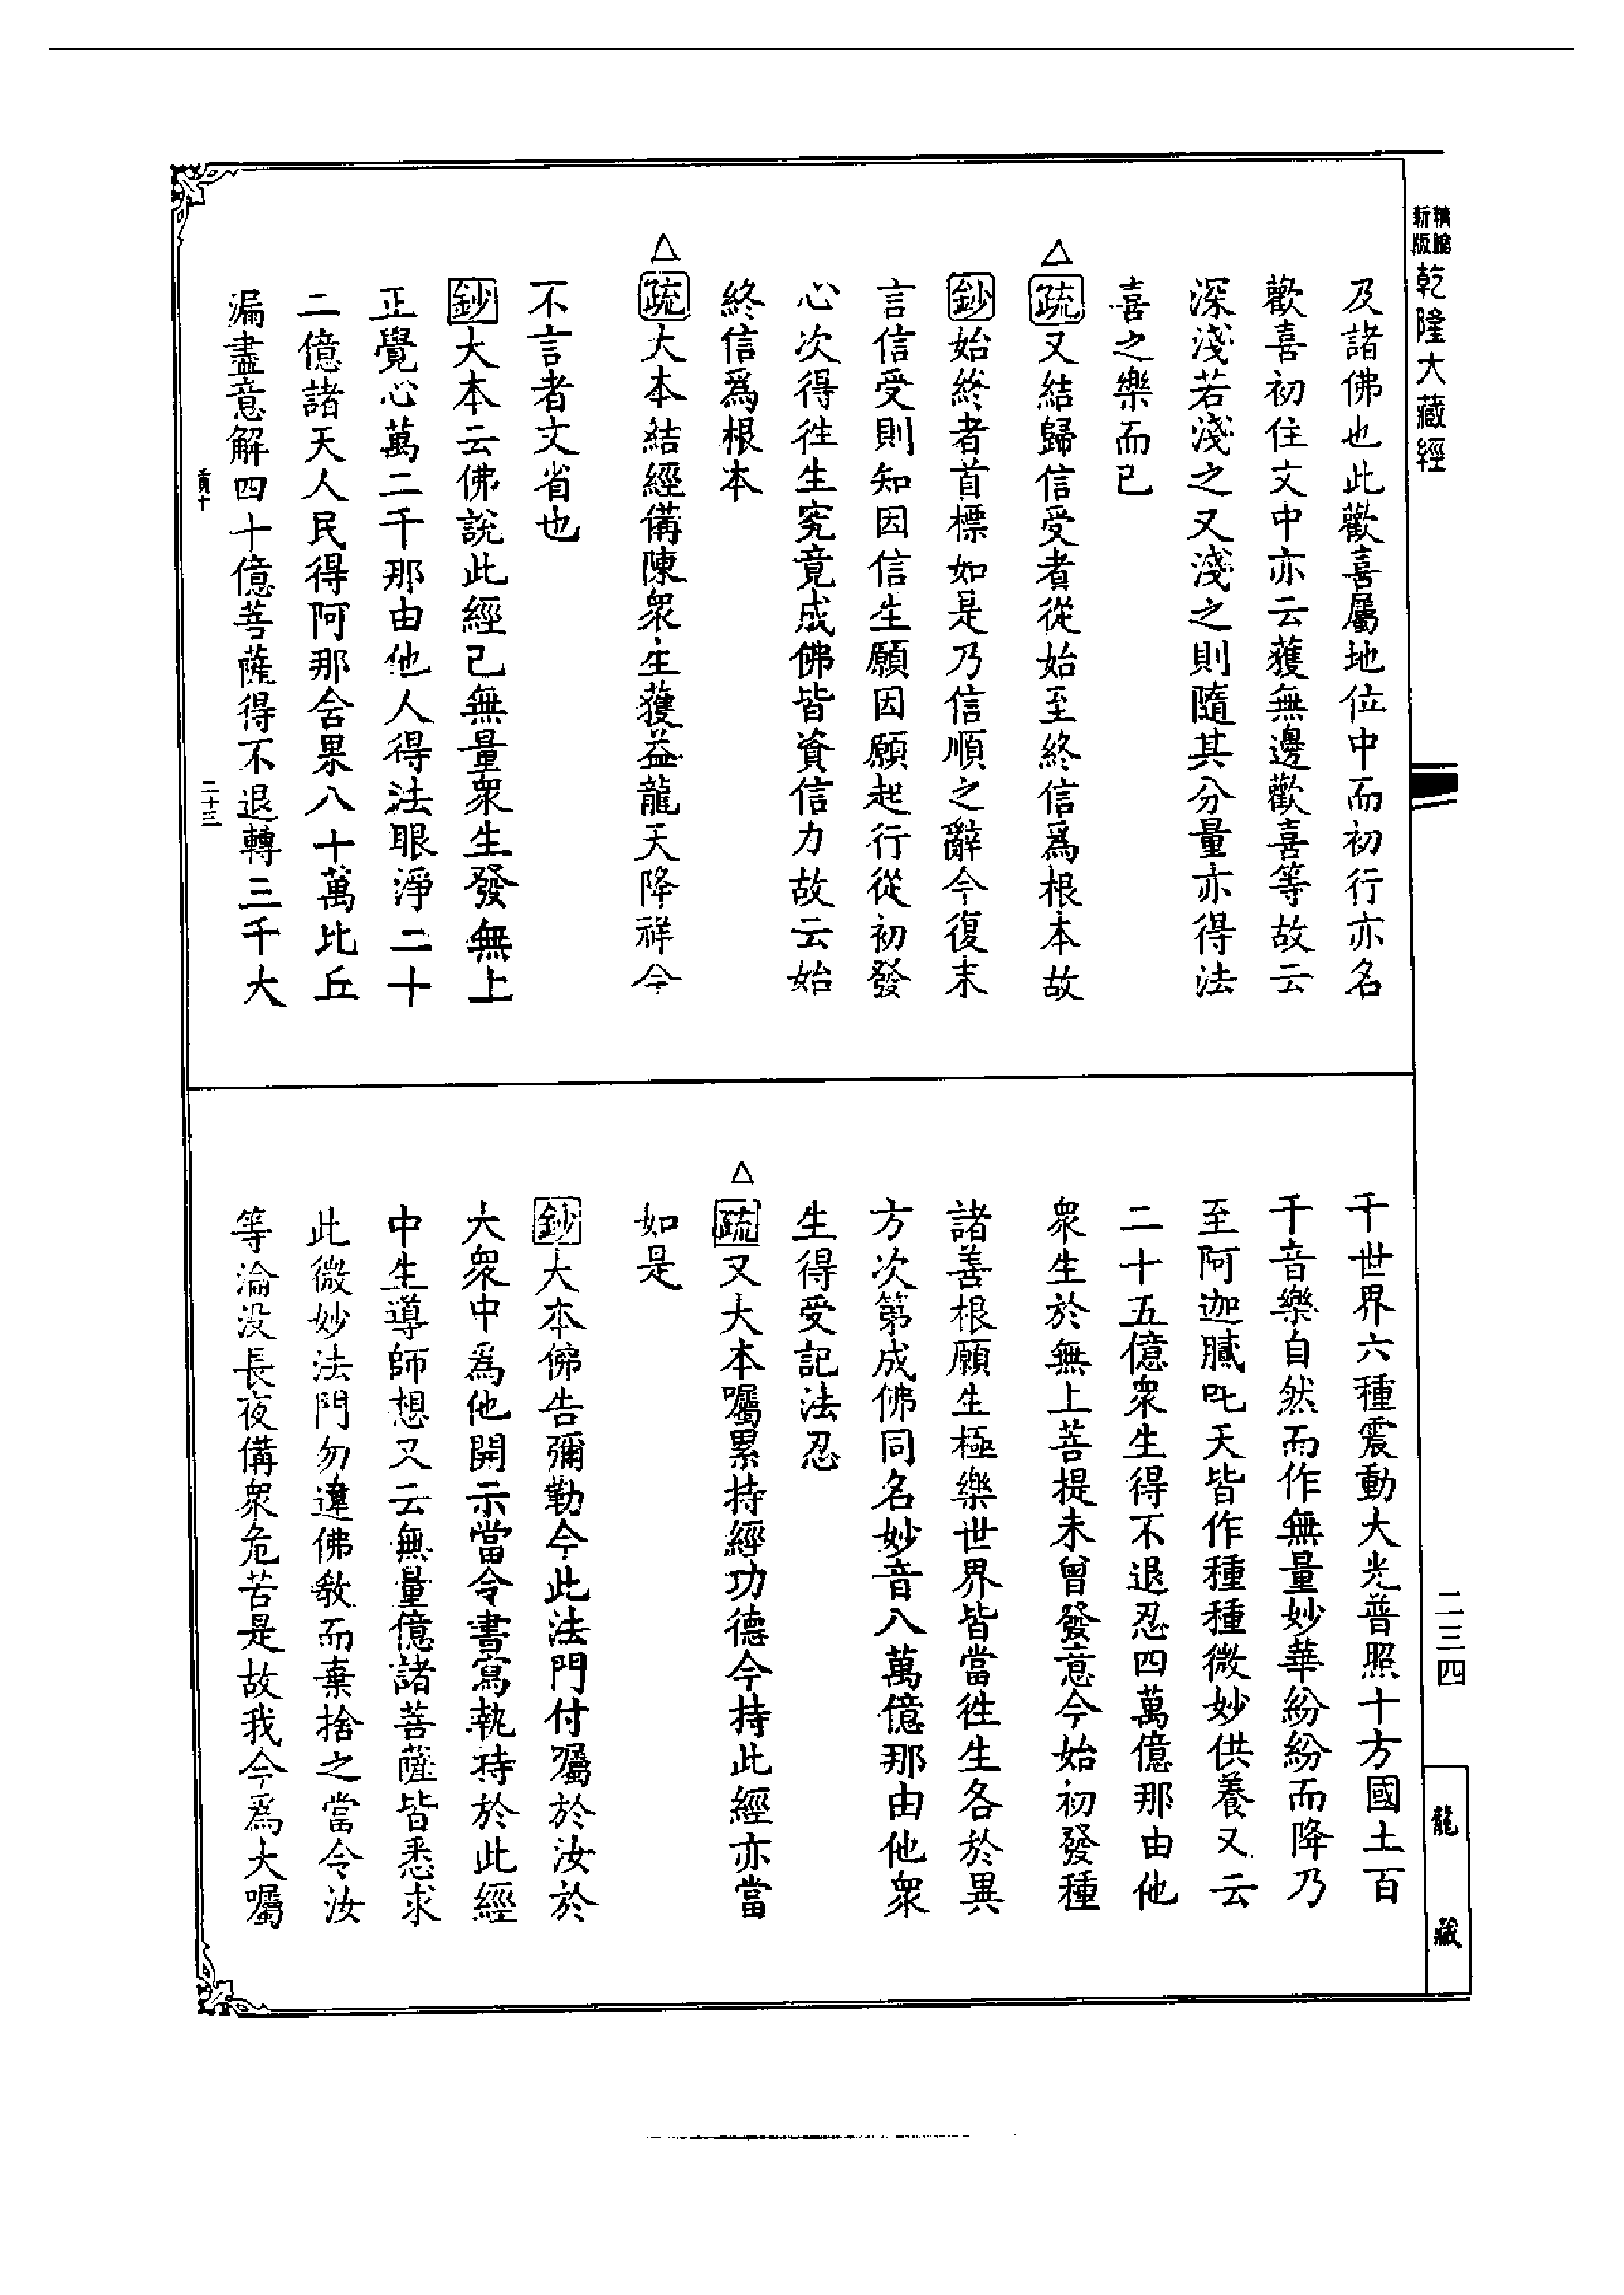 精繪
新版
乾隆大藏經
及諸佛也此歡喜屬地位中而初行亦名
歡喜初住文中亦云獲無邊歡喜等故云
深淺若淺之又淺之則隨其分量亦得法
喜之樂而已
△疏又結歸信受者從始至終信爲根本故
鈔始終者首標如是乃信順之辭今復末
言信受則知因信生願因願起行從初發
心次得徃生究竟成佛皆資信力故云始
終信爲根本
△疏大本結經備陳衆生獲益龍天降祥今
不言者文省也
鈔大本云佛說此經已無量衆生發無上
正覺心萬二千那由他人得法眼淨二十
二億諸天人民得阿那含果八十萬比丘
漏盡意解四十億菩薩得不退轉三千大
二十三
千世界六種震動大光普照十方國土百
千音樂自然而作無量妙華紛紛而降乃
至阿迦膩吒天皆作種種微妙供養又云
二十五億衆生得不退忍四萬億那由他
衆生於無上菩提未曾發意今始初發種
諸善根願生極樂世界皆當徃生各於異
方次第成佛同名妙音八萬億那由他衆
生得受記法忍
△疏又大本囑累持經功德今持此經亦當
如是
鈔大本佛告彌勒今此法門付囑於汝於
大衆中爲他開示當令書寫執持於此經
中生導師想又云無量億諸菩薩皆悉求
此微妙法門勿違佛敎而棄捨之當令汝
等淪没長夜備衆危苦是故我今爲大囑
二三四
龍藏